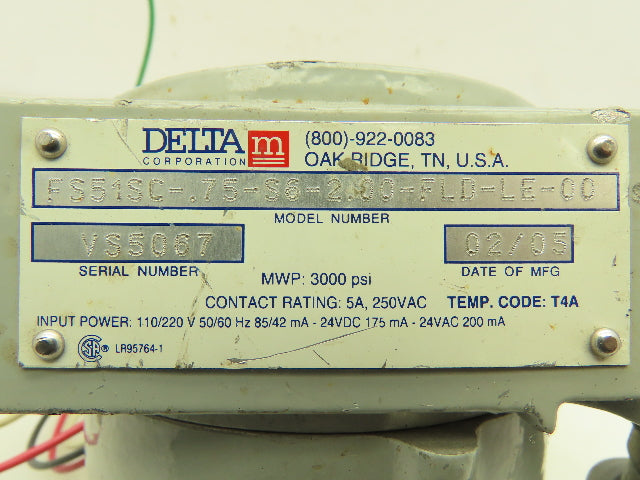 DELTA m (800)-922-0083
CORPORATION OAK RIDGE, TN, U.S.A.
FS51SC-.75-S6-2.00-FLD-LE-00
MODEL NUMBER
VS5067 02/05
SERIAL NUMBER DATE OF MFG
MWP: 3000 psi
CONTACT RATING: 5A, 250VAC TEMP. CODE: T4A
INPUT POWER: 110/220 V 50/60 Hz 85/42 mA - 24VDC 175 mA - 24VAC 200 mA
SA ® LR95764-1